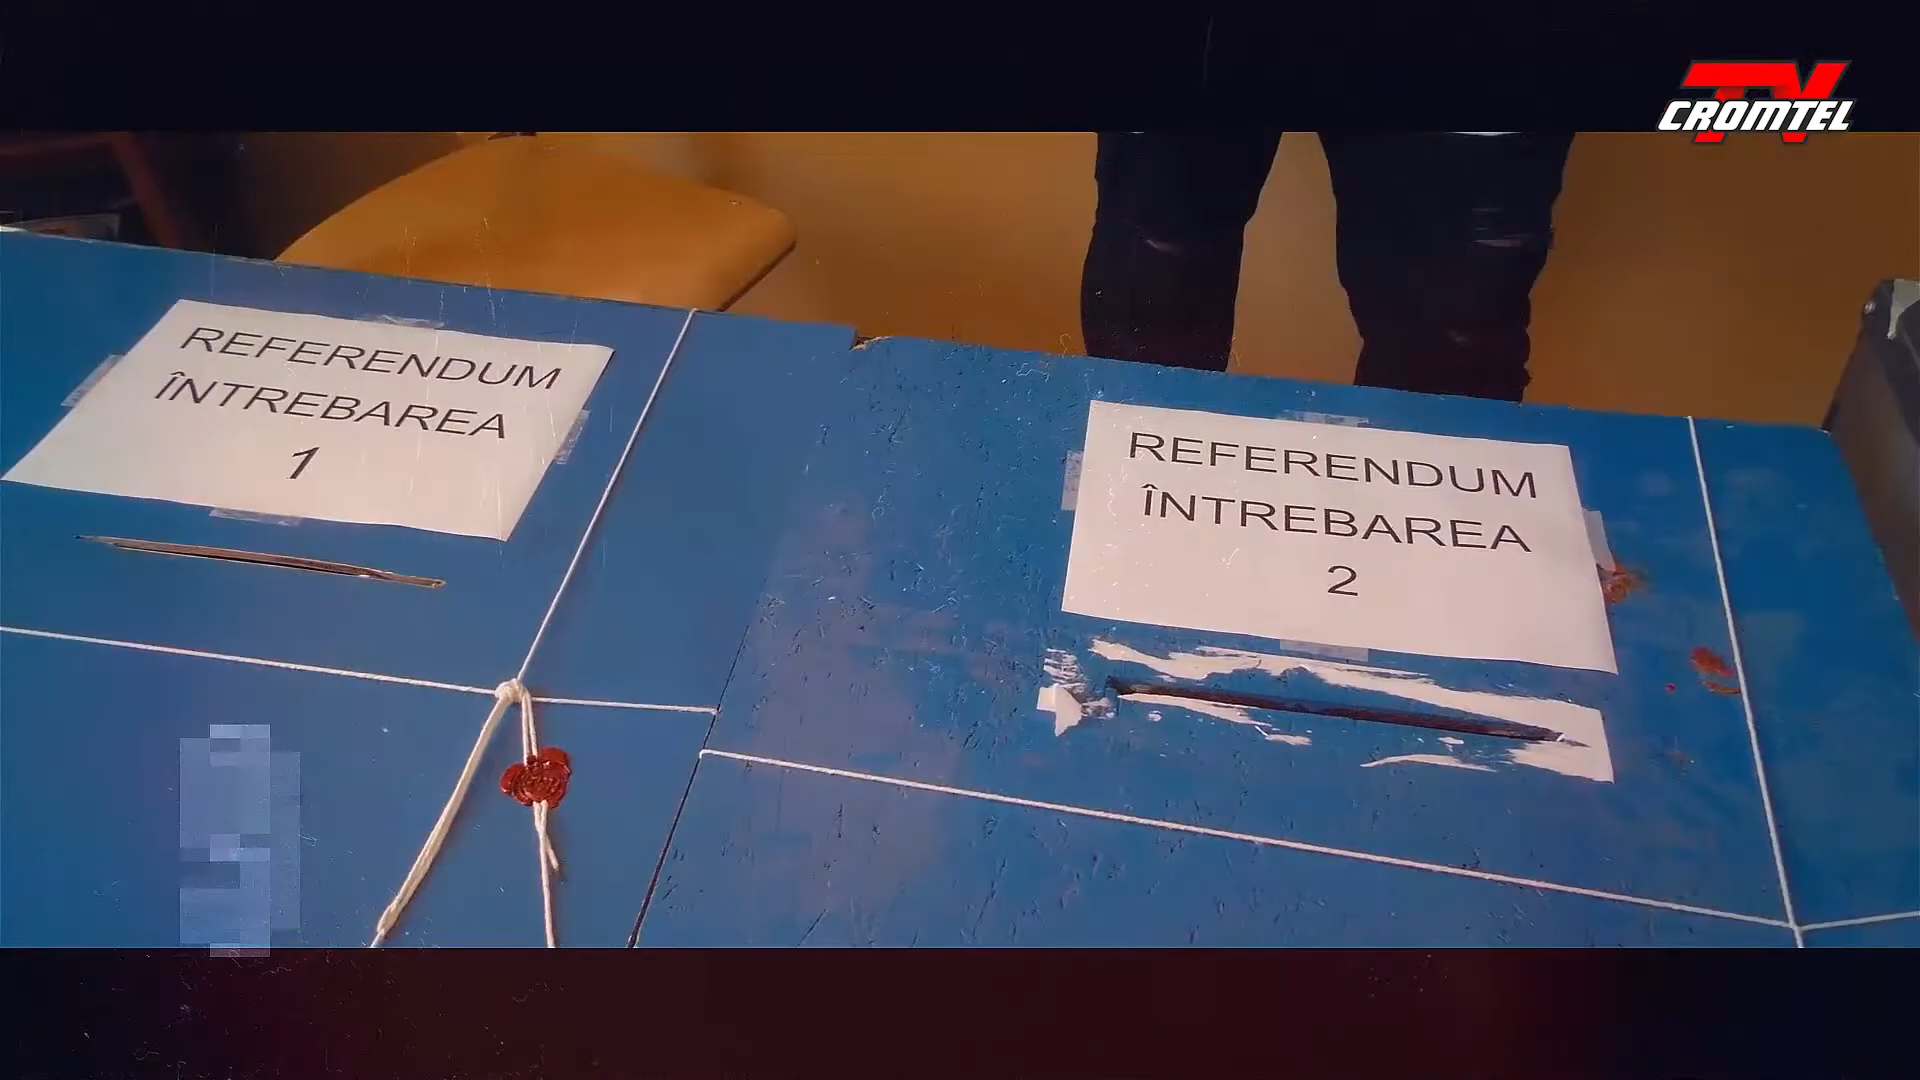 TV
CROMTEL
REFERENDUM
ÎNTREBAREA
1
REFERENDUM
ÎNTREBAREA
2